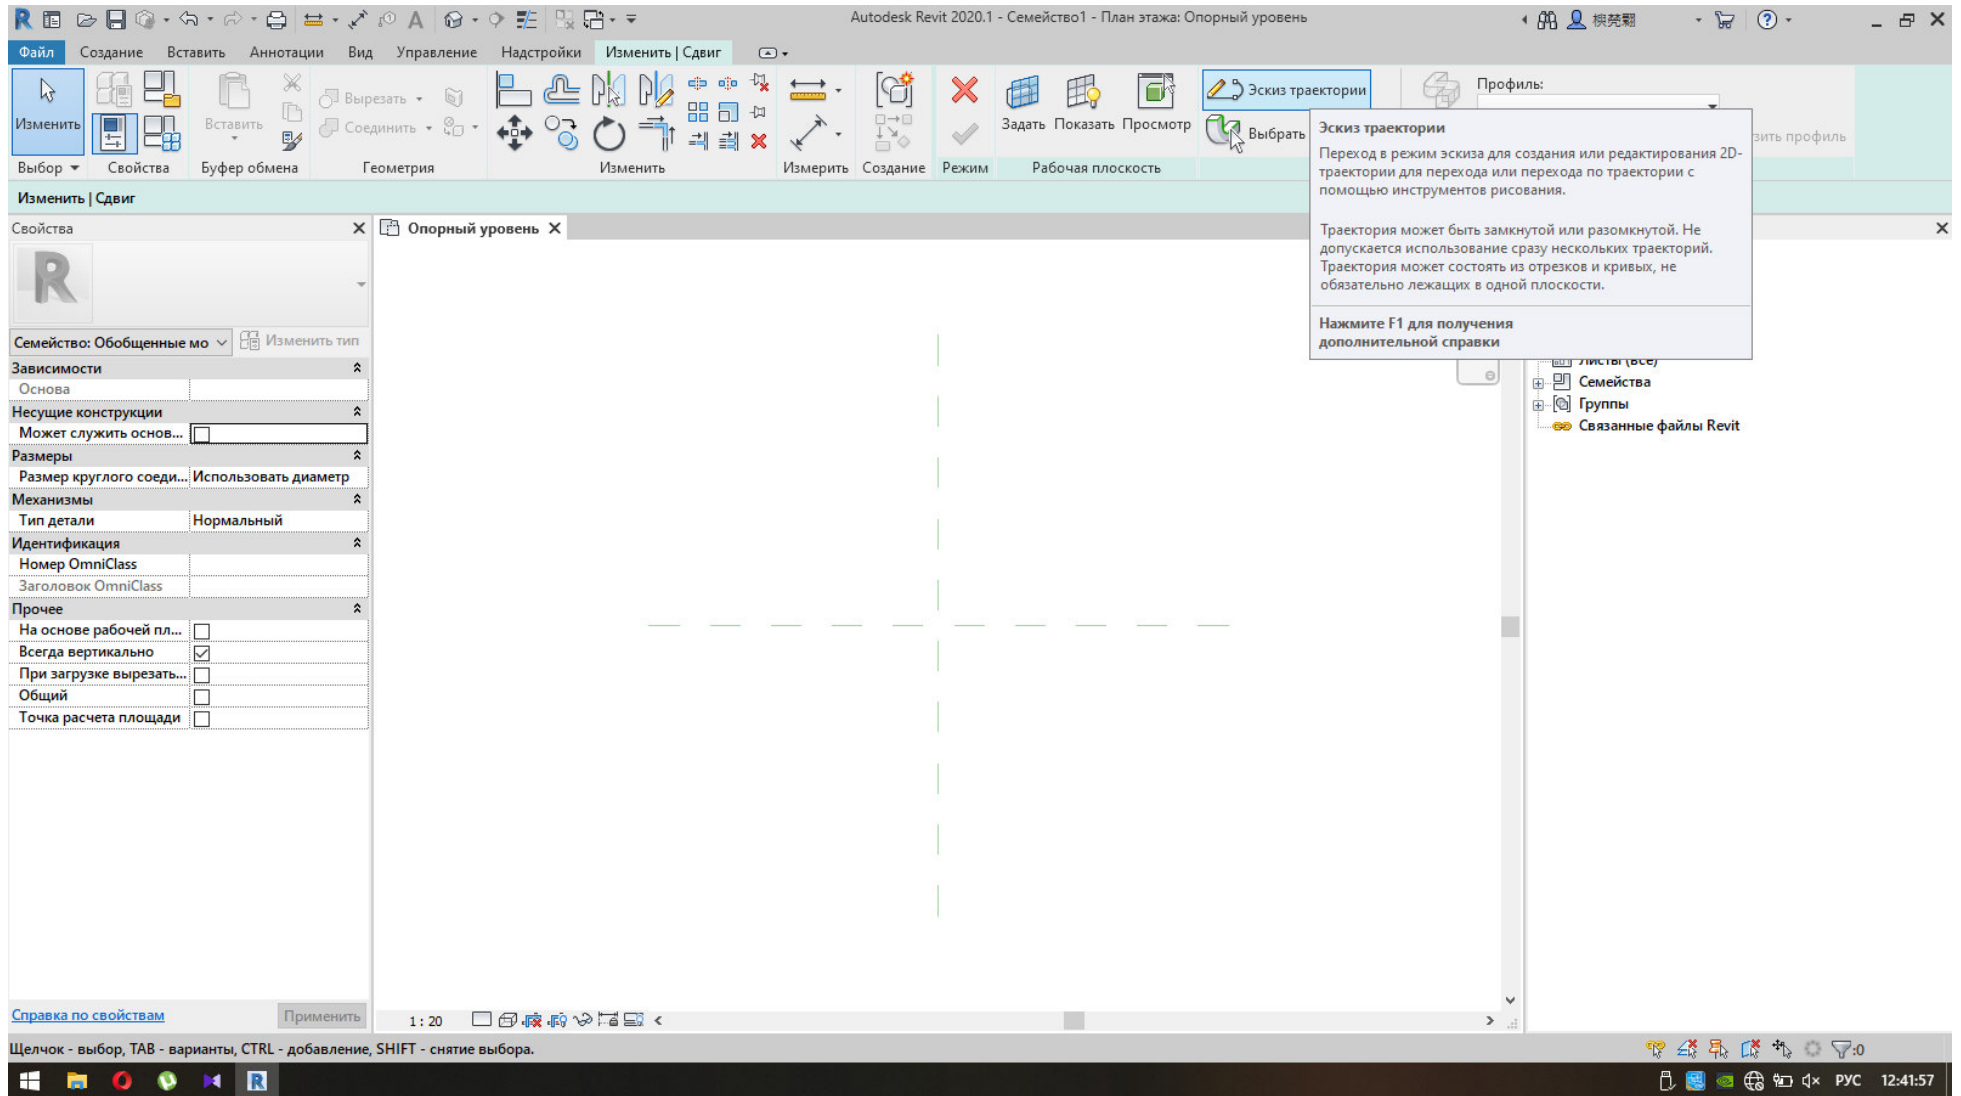 Autodesk Revit 2020.1 - Семейство1 - План этажа: Опорный уровень
Файл Создание Вставить Аннотации Вид Управление Надстройки Изменить | Сдвиг
Изменить
Вставить
Вырезать
Соединить
Задать Показать Просмотр
Эскиз траектории
Выбрать
Профиль:
зить профиль
Выбор Свойства Буфер обмена Геометрия Изменить Измерить Создание Режим Рабочая плоскость
Изменить | Сдвиг
Эскиз траектории
Переход в режим эскиза для создания или редактирования 2D-
траектории для перехода или перехода по траектории с
помощью инструментов рисования.
Траектория может быть замкнутой или разомкнутой. Не
допускается использование сразу нескольких траекторий.
Траектория может состоять из отрезков и кривых, не
обязательно лежащих в одной плоскости.
Нажмите F1 для получения
дополнительной справки
Свойства
Опорный уровень
R
Семейство: Обобщенные мо Изменить тип
Зависимости
Основа
Несущие конструкции
Может служить основ...
Размеры
Размер круглого соеди... Использовать диаметр
Механизмы
Тип детали Нормальный
Идентификация
Номер OmniClass
Заголовок OmniClass
Прочее
На основе рабочей пл...
Всегда вертикально
При загрузке вырезать...
Общий
Точка расчета площади
Листы (все)
Семейства
Группы
Связанные файлы Revit
Справка по свойствам Применить
1 : 20
Щелчок - выбор, TAB - варианты, CTRL - добавление, SHIFT - снятие выбора.
:0
РУС 12:41:57